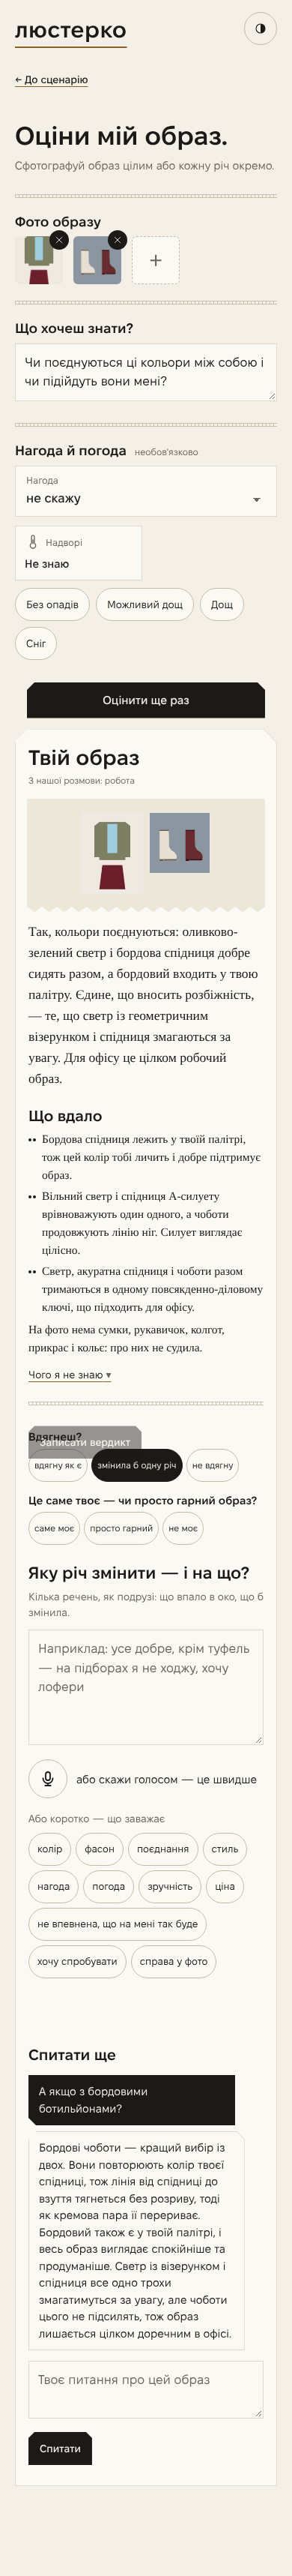 люстерко
← До сценарію
Оціни мій образ.
Сфотографуй образ цілим або кожну річ окремо.
Фото образу
Що хочеш знати?
Чи поєднуються ці кольори між собою і
чи підійдуть вони мені?
Нагода й погода необов'язково
Нагода
не скажу
Надворі
Не знаю
Без опадів Можливий дощ Дощ
Сніг
Оцінити ще раз
Твій образ
З нашої розмови: робота
Так, кольори поєднуються: оливково-
зелений светр і бордова спідниця добре
сидять разом, а бордовий входить у твою
палітру. Єдине, що вносить розбіжність,
— те, що светр із геометричним
візерунком і спідниця змагаються за
увагу. Для офісу це цілком робочий
образ.
Що вдало
Бордова спідниця лежить у твоїй палітрі,
тож цей колір тобі личить і добре підтримує
образ.
Вільний светр і спідниця А-силуету
врівноважують один одного, а чоботи
продовжують лінію ніг. Силует виглядає
цілісно.
Светр, акуратна спідниця і чоботи разом
тримаються в одному повсякденно-діловому
ключі, що підходить для офісу.
На фото нема сумки, рукавичок, колгот,
прикрас і кольє: про них не судила.
Чого я не знаю ▾
Вдягнеш?
Записати вердикт
вдягну як є змінила б одну річ не вдягну
Це саме твоє — чи просто гарний образ?
саме моє просто гарний не моє
Яку річ змінити — і на що?
Кілька речень, як подрузі: що впало в око, що б
змінила.
Наприклад: усе добре, крім туфель
— на підборах я не ходжу, хочу
лофери
або скажи голосом — це швидше
Або коротко — що заважає
колір фасон поєднання стиль
нагода погода зручність ціна
не впевнена, що на мені так буде
хочу спробувати справа у фото
Спитати ще
А якщо з бордовими
ботильйонами?
Бордові чоботи — кращий вибір із
двох. Вони повторюють колір твоєї
спідниці, тож лінія від спідниці до
взуття тягнеться без розриву, тоді
як кремова пара її перериває.
Бордовий також є у твоїй палітрі, і
весь образ виглядає спокійніше та
продуманіше. Светр із візерунком і
спідниця все одно трохи
змагатимуться за увагу, але чоботи
цього не підсилять, тож образ
лишається цілком доречним в офісі.
Твоє питання про цей образ
Спитати